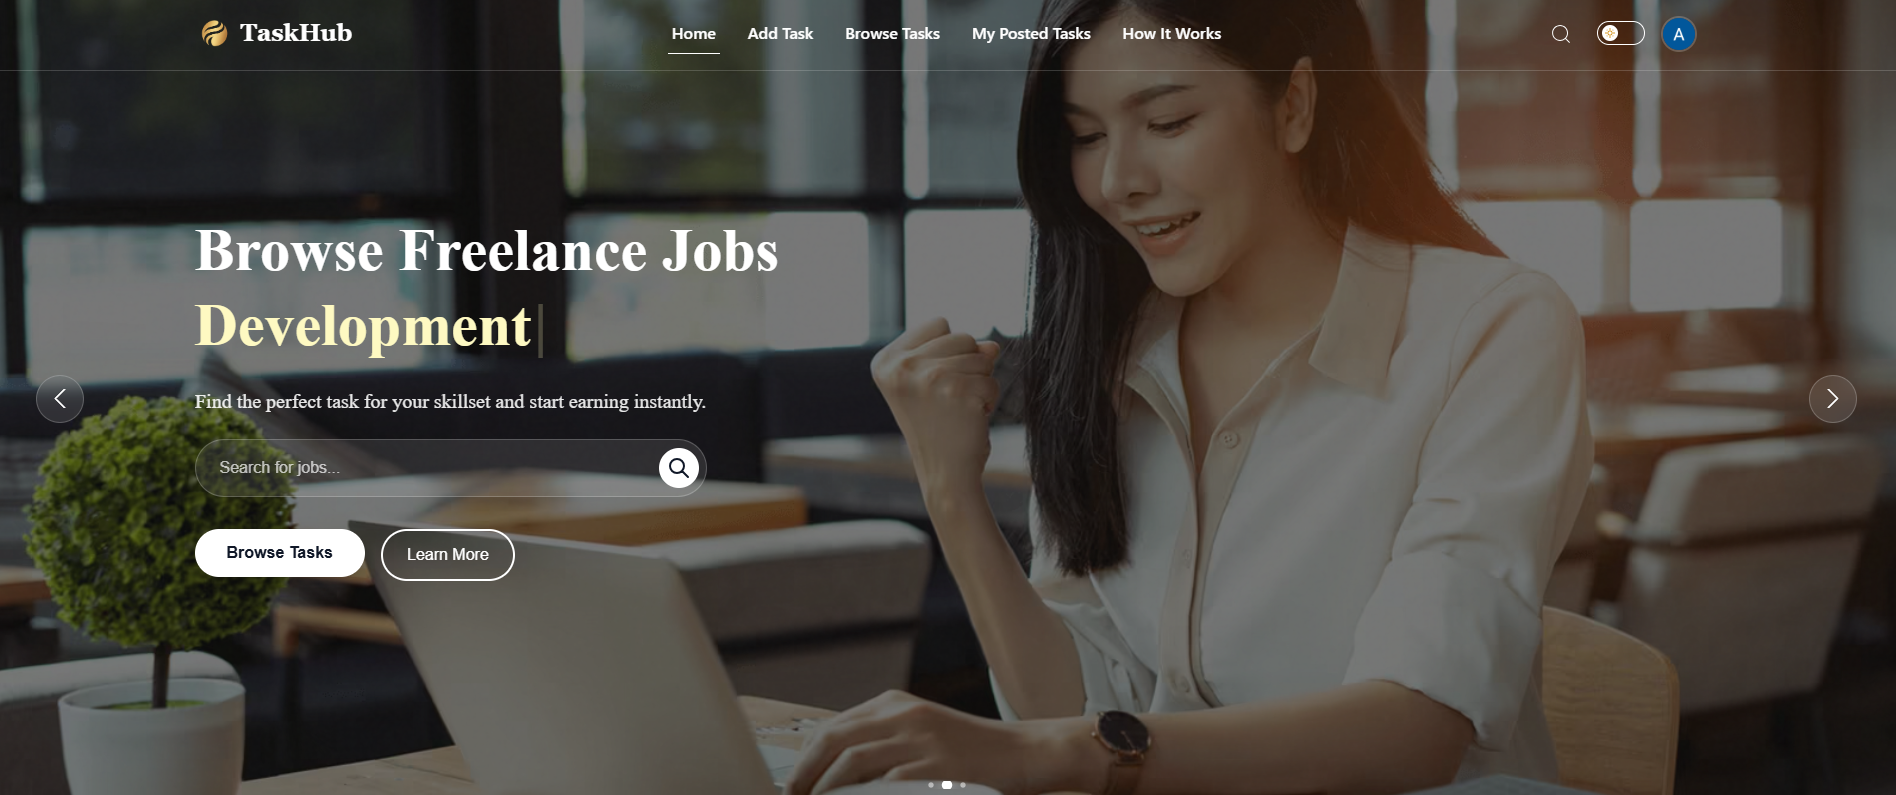 TaskHub
Home Add Task Browse Tasks My Posted Tasks How It Works
A
Browse Freelance Jobs
Development
Find the perfect task for your skillset and start earning instantly.
Search for jobs...
Browse Tasks Learn More